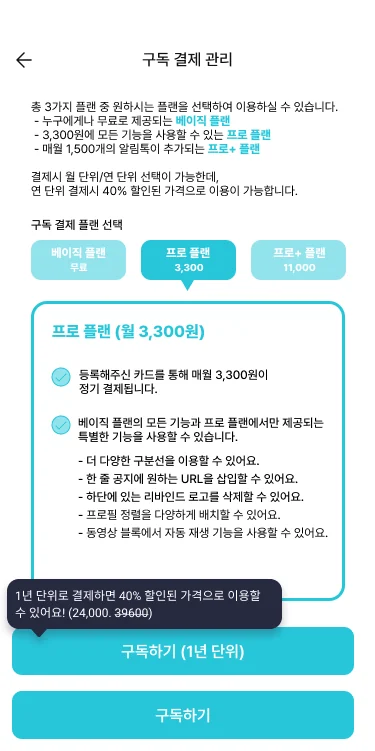 구독 결제 관리
총 3가지 플랜 중 원하시는 플랜을 선택하여 이용하실 수 있습니다.
- 누구에게나 무료로 제공되는 베이직 플랜
- 3,300원에 모든 기능을 사용할 수 있는 프로 플랜
- 매월 1,500개의 알림톡이 추가되는 프로+ 플랜
결제시 월 단위/연 단위 선택이 가능한데,
연 단위 결제시 40% 할인된 가격으로 이용이 가능합니다.
구독 결제 플랜 선택
베이직 플랜
무료
프로 플랜
3,300
프로+ 플랜
11,000
프로 플랜 (월 3,300원)
등록해주신 카드를 통해 매월 3,300원이
정기 결제됩니다.
베이직 플랜의 모든 기능과 프로 플랜에서만 제공되는
특별한 기능을 사용할 수 있습니다.
- 더 다양한 구분선을 이용할 수 있어요.
- 한 줄 공지에 원하는 URL을 삽입할 수 있어요.
- 하단에 있는 리바인드 로고를 삭제할 수 있어요.
- 프로필 정렬을 다양하게 배치할 수 있어요.
- 동영상 블록에서 자동 재생 기능을 사용할 수 있어요.
1년 단위로 결제하면 40% 할인된 가격으로 이용할
수 있어요! (24,000. 39600)
구독하기 (1년 단위)
구독하기